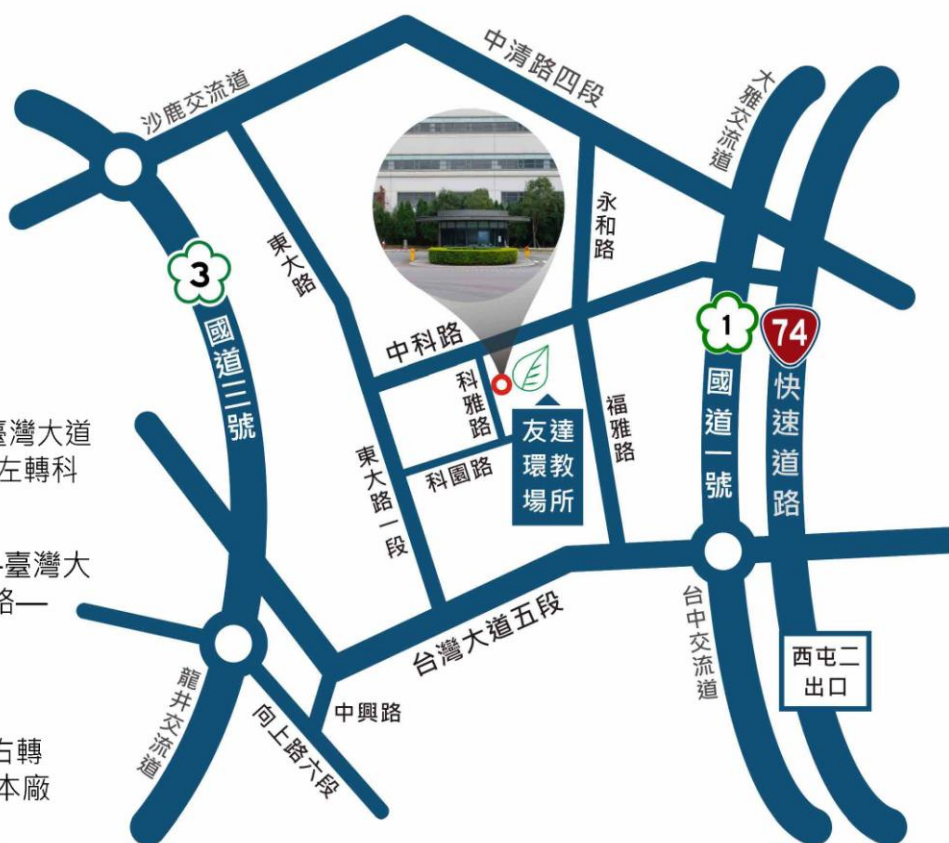 中清路四段
大雅交流道
沙鹿交流道
永和路
東大路
3
國道三號
1
國道一號
74
快速道路
中科路
科雅路
福雅路
友達
環教
場所
科園路
東大路一段
臺灣大道
左轉科
臺灣大
路—
台灣大道五段
台中交流道
西屯二
出口
龍井交流道
中興路
向上路六段
右轉
本廠